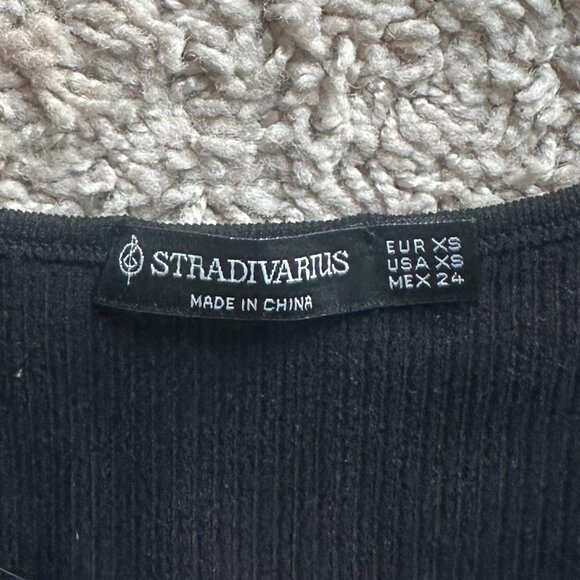 STRADIVARIUS
MADE IN CHINA
EUR XS
USA XS
MEX 24